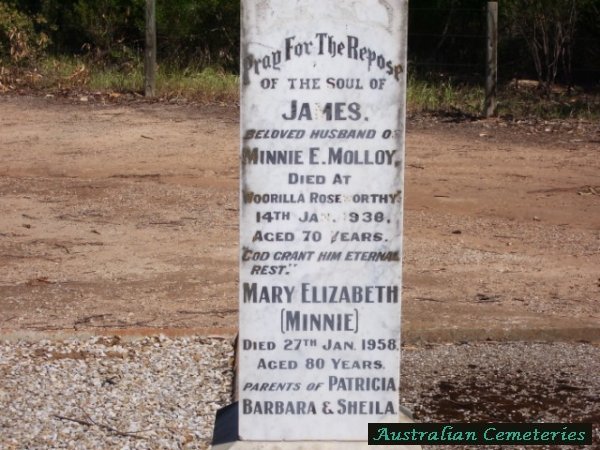 Pray For The Repose
OF THE SOUL OF
JAMES.
BELOVED HUSBAND OF
MINNIE E. MOLLOY,
DIED AT
ROSEWORTHY
14TH JAN. 1938,
AGED 70 YEARS.
"GOD GRANT HIM ETERNAL
REST."
MARY ELIZABETH
(MINNIE)
DIED 27TH JAN. 1958
AGED 80 YEARS.
PARENTS OF PATRICIA
BARBARA & SHEILA.
Australian Cemeteries